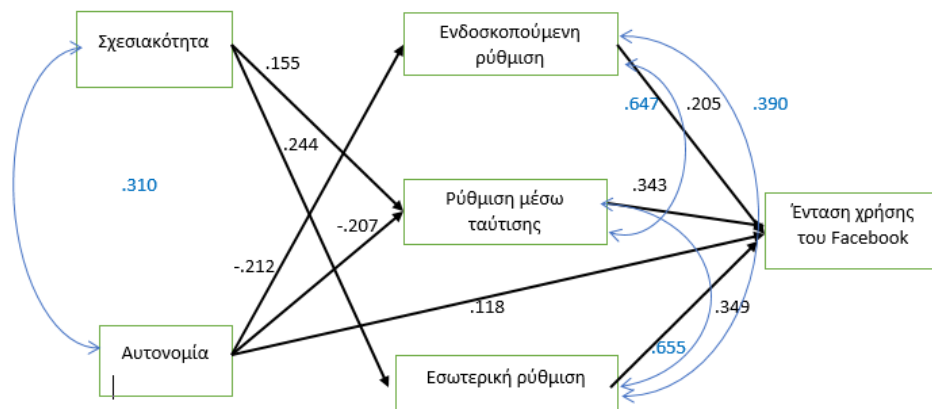 Σχεσιακότητα
Ενδοσκοπούμενη
ρύθμιση
.155
.647
.205
.390
.244
.310
Ρύθμιση μέσω
ταύτισης
.343
Ένταση χρήσης
του Facebook
-.207
-.212
.118
.349
.655
Αυτονομία
Εσωτερική ρύθμιση